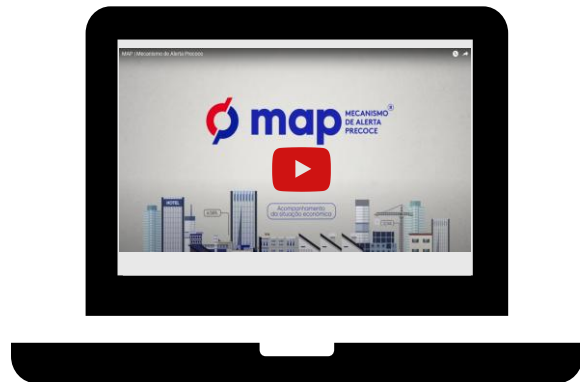 MAP | Mecanismo de Alerta Precoce
map
MECANISMO
DE ALERTA
PRECOCE
HOTEL
Acompanhamento
da situação económica